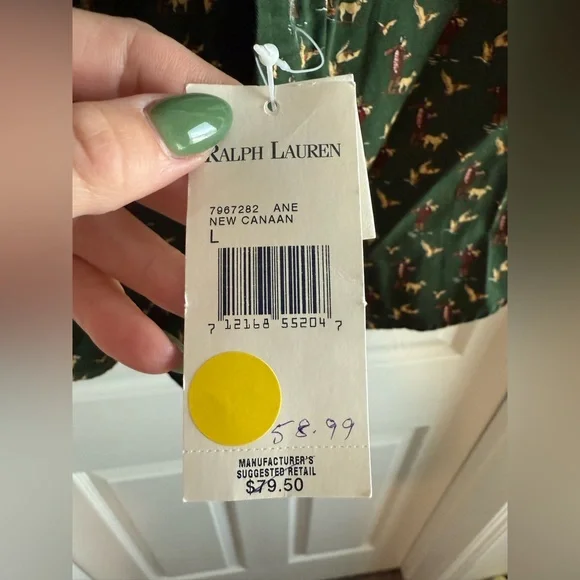 RALPH LAUREN
7967282 ANE
NEW CANAAN
L
7 12168 55204 7
58.99
MANUFACTURER'S
SUGGESTED RETAIL
$79.50